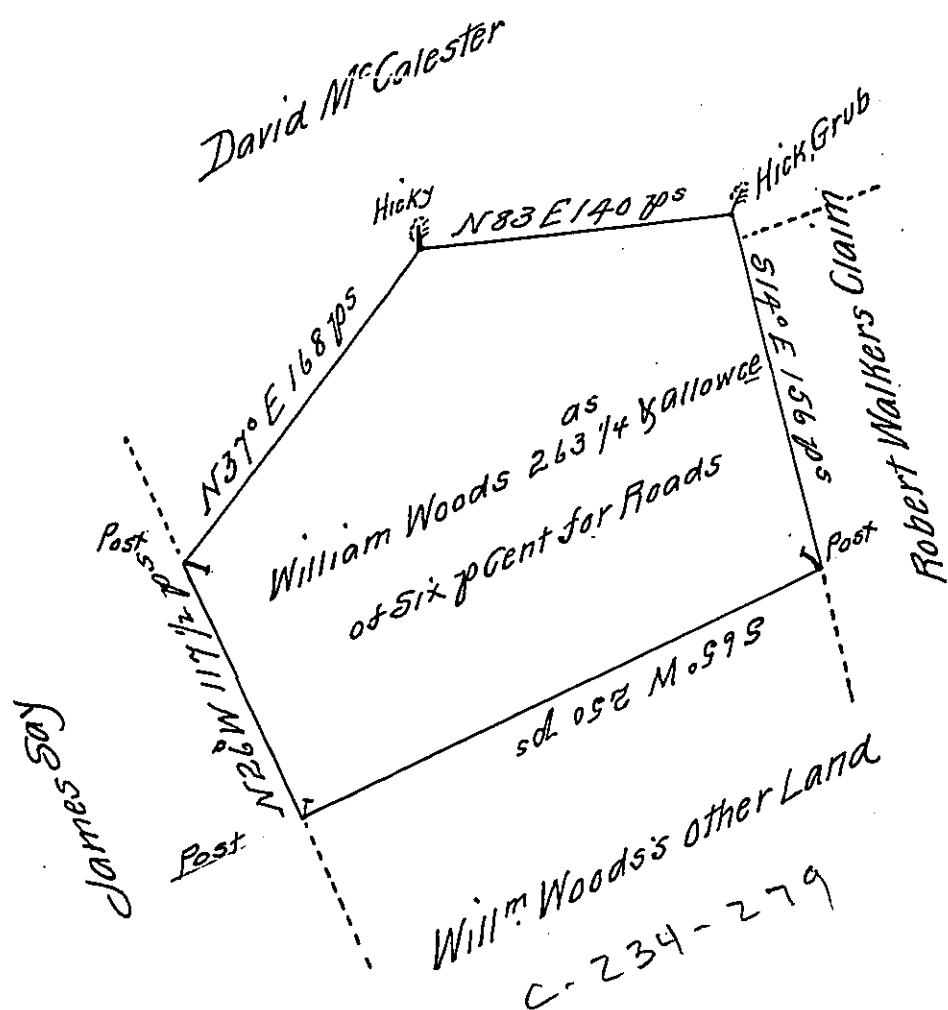 David McCalester
Hicky
N83 E 140 ps
Hick. Grub
N37° E 168 ps
S14° E 156 ps
Robert Walkers Claim
as
William Woods 263 1/4 & allowce
of Six p Cent for Roads
Post
Post
N26° W 117 1/2 ps
S65° W 250 ps
James Say
Post
Willm Woods's other Land
C-234-279